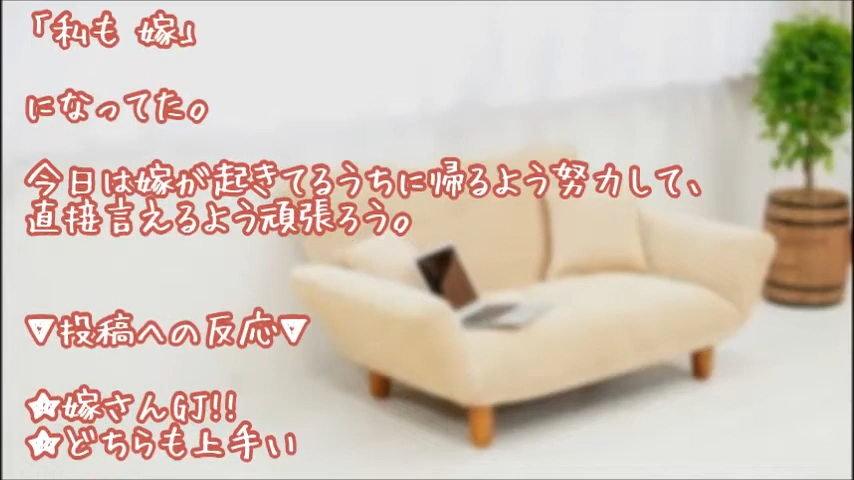 「私も 嫁」
になってた。
今日は嫁が起きてるうちに帰るよう努力して、
直接言えるよう頑張ろう。
▼投稿への反応▼
★嫁さんGJ!!
★どちらも上手い